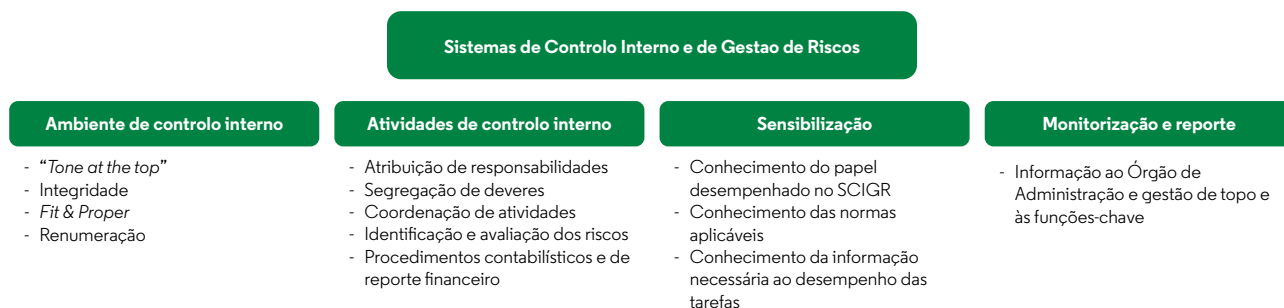 Sistemas de Controlo Interno e de Gestao de Riscos
Ambiente de controlo interno
- "Tone at the top"
- Integridade
- Fit & Proper
- Renumeração
Atividades de controlo interno
- Atribuição de responsabilidades
- Segregação de deveres
- Coordenação de atividades
- Identificação e avaliação dos riscos
- Procedimentos contabilísticos e de
reporte financeiro
Sensibilização
- Conhecimento do papel
desempenhado no SCIGR
- Conhecimento das normas
aplicáveis
- Conhecimento da informação
necessária ao desempenho das
tarefas
Monitorização e reporte
- Informação ao Órgão de
Administração e gestão de topo e
às funções-chave